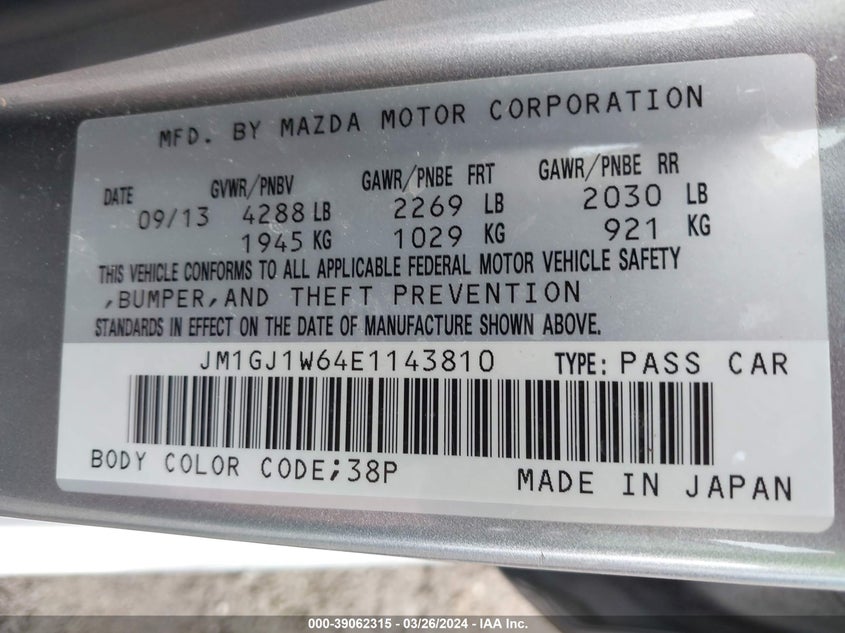 MFD. BY MAZDA MOTOR CORPORATION
DATE GVWR/PNBV GAWR/PNBE FRT GAWR/PNBE RR
09/13 4288 LB 2269 LB 2030 LB
1945 KG 1029 KG 921 KG
THIS VEHICLE CONFORMS TO ALL APPLICABLE FEDERAL MOTOR VEHICLE SAFETY
,BUMPER,AND THEFT PREVENTION
STANDARDS IN EFFECT ON THE DATE OF MANUFACTURE SHOWN ABOVE.
JM1GJ1W64E1143810 TYPE: PASS CAR
BODY COLOR CODE;38P MADE IN JAPAN
000-39062315 - 03/26/2024 - IAA Inc.